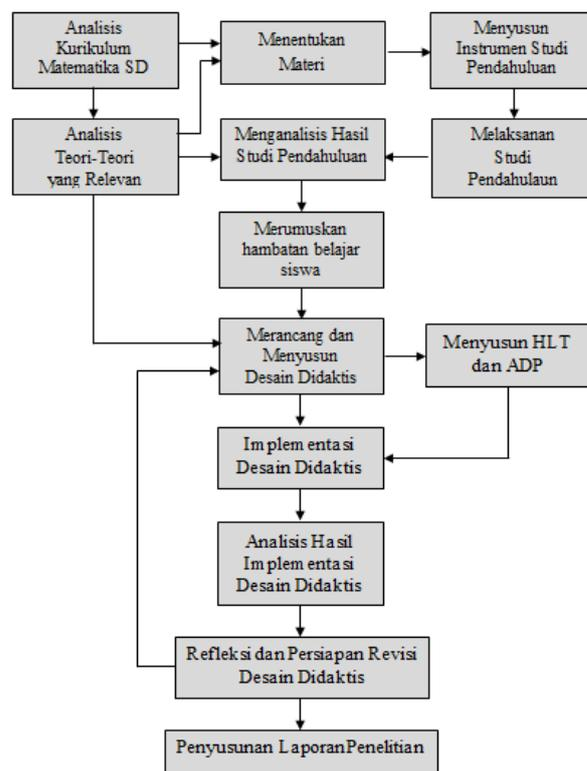 Analisis
Kurikulum
Matematika SD
Menentukan
Materi
Menyusun
Instrumen Studi
Pendahuluan
Analisis
Teori-Teori
yang Relevan
Menganalisis Hasil
Studi Pendahuluan
Melaksanan
Studi
Pendahulaun
Merumuskan
hambatan belajar
siswa
Merancang dan
Menyusun
Desain Didaktis
Menyusun HLT
dan ADP
Implementasi
Desain Didaktis
Analisis Hasil
Implementasi
Desain Didaktis
Refleksi dan Persiapan Revisi
Desain Didaktis
Penyusunan Laporan Penelitian